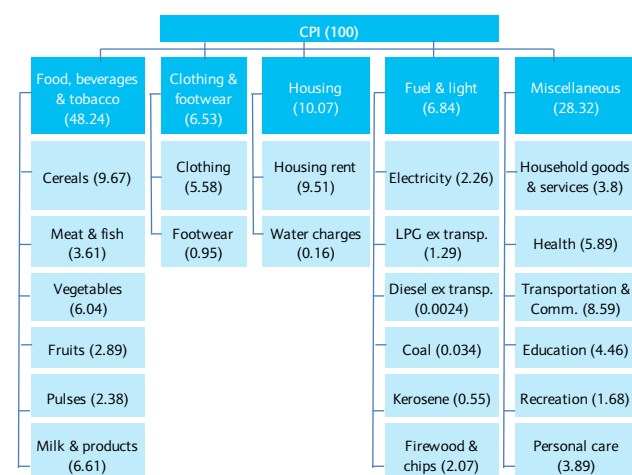 CPI (100)
Food, beverages
& tobacco
(48.24)
Clothing &
footwear
(6.53)
Housing
(10.07)
Fuel & light
(6.84)
Miscellaneous
(28.32)
Cereals (9.67)
Clothing
(5.58)
Housing rent
(9.51)
Electricity (2.26)
Household goods
& services (3.8)
Meat & fish
(3.61)
Footwear
(0.95)
Water charges
(0.16)
LPG ex transp.
(1.29)
Health (5.89)
Vegetables
(6.04)
Diesel ex transp.
(0.0024)
Transportation &
Comm. (8.59)
Fruits (2.89)
Coal (0.034)
Education (4.46)
Pulses (2.38)
Kerosene (0.55)
Recreation (1.68)
Milk & products
(6.61)
Firewood &
chips (2.07)
Personal care
(3.89)